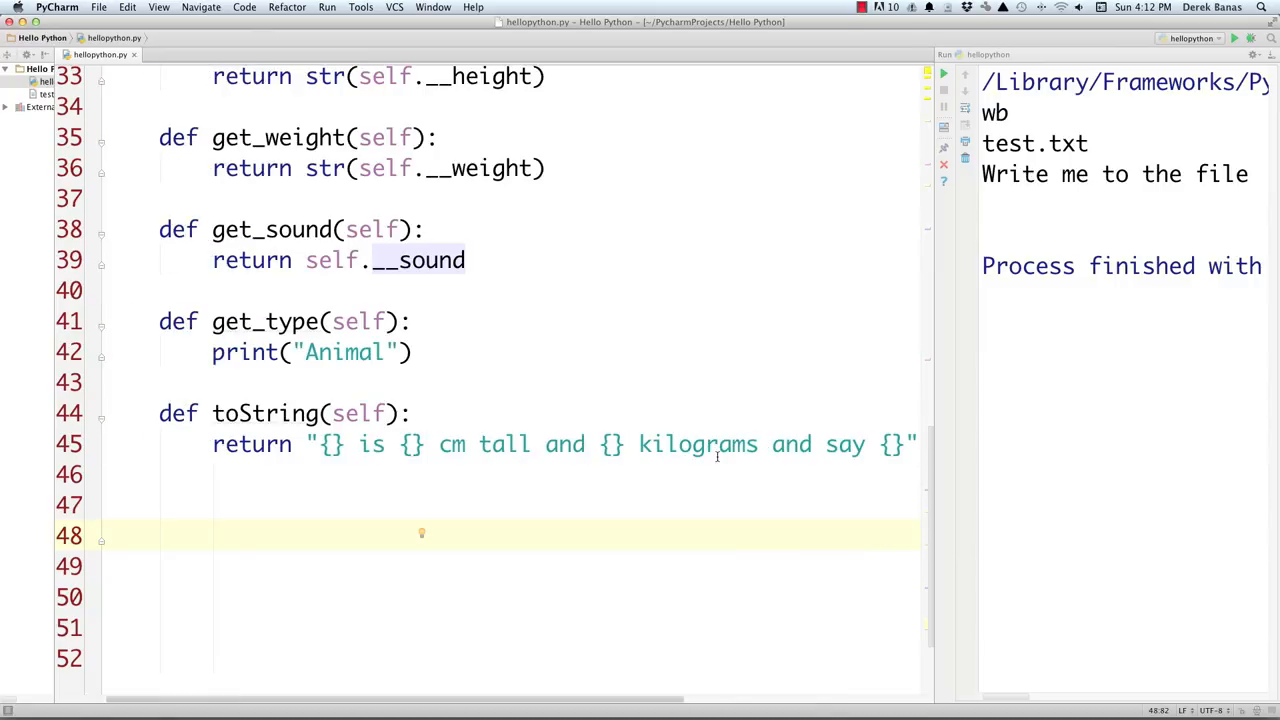 PyCharm File Edit View Navigate Code Refactor Run Tools VCS Window Help
10 Sun 4:12 PM Derek Banas
hellopython.py - Hello Python - [~/PycharmProjects/Hello Python]
Hello Python hellopython.py
hellopython
hellopython.py
Run hellopython
Hello P
hell
test
Extern
33 return str(self.__height)
34
35 def get_weight(self):
36 return str(self.__weight)
37
38 def get_sound(self):
39 return self.__sound
40
41 def get_type(self):
42 print("Animal")
43
44 def toString(self):
45 return "{} is {} cm tall and {} kilograms and say {}"
46
47
48
49
50
51
52
/Library/Frameworks/Py
wb
test.txt
Write me to the file
Process finished with
48:82 LF UTF-8